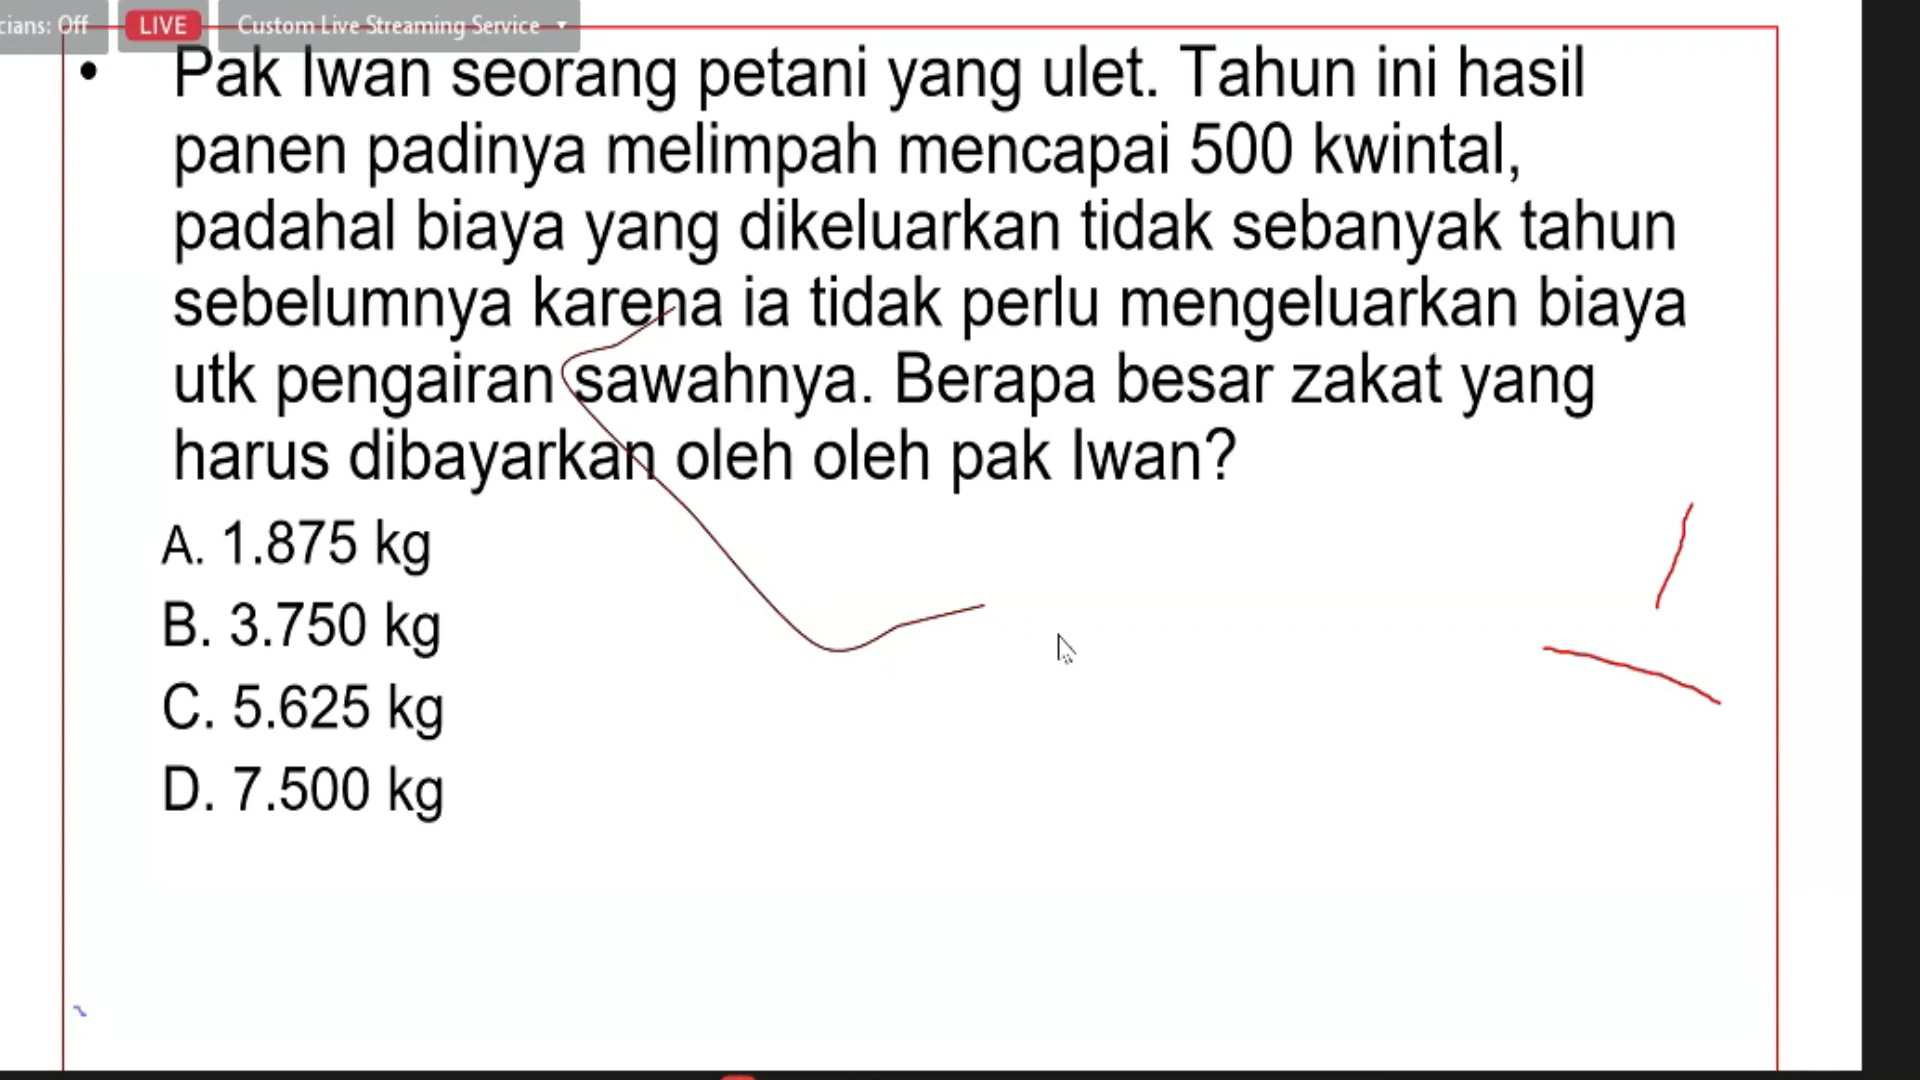 cians: Off
LIVE
Custom Live Streaming Service
• Pak Iwan seorang petani yang ulet. Tahun ini hasil
panen padinya melimpah mencapai 500 kwintal,
padahal biaya yang dikeluarkan tidak sebanyak tahun
sebelumnya karena ia tidak perlu mengeluarkan biaya
utk pengairan sawahnya. Berapa besar zakat yang
harus dibayarkan oleh oleh pak Iwan?
A. 1.875 kg
B. 3.750 kg
C. 5.625 kg
D. 7.500 kg